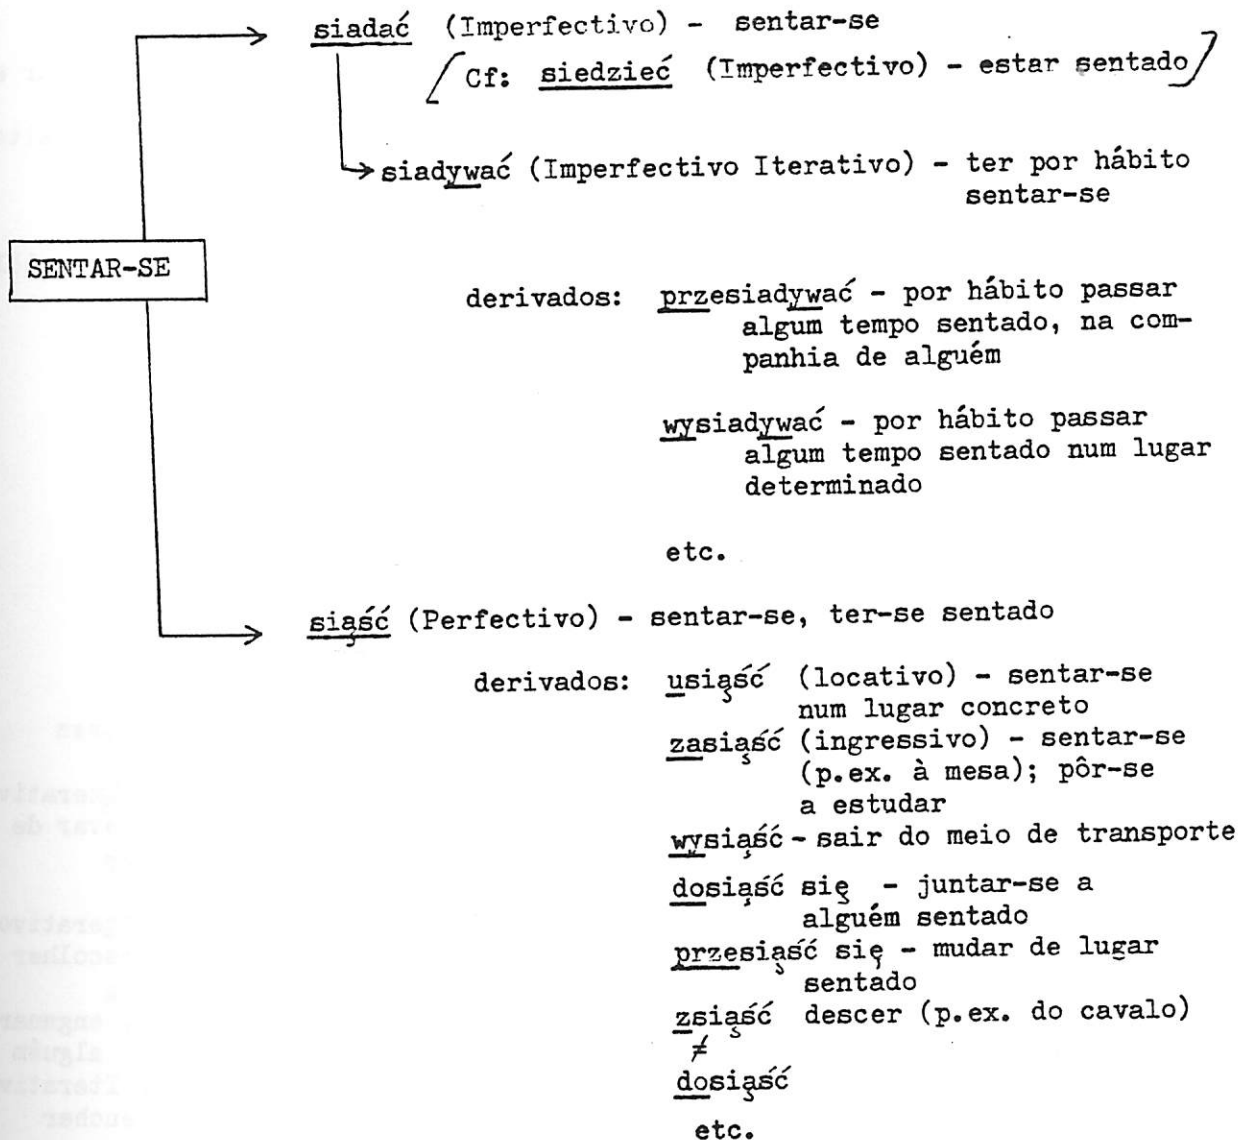 siadać (Imperfectivo) - sentar-se
[Cf: siedzieć (Imperfectivo) - estar sentado]
siadywać (Imperfectivo Iterativo) - ter por hábito
sentar-se
SENTAR-SE
derivados: przesiadywać - por hábito passar
algum tempo sentado, na com-
panhia de alguém
wysiadywać - por hábito passar
algum tempo sentado num lugar
determinado
etc.
siąść (Perfectivo) - sentar-se, ter-se sentado
derivados: usiąść (locativo) - sentar-se
num lugar concreto
zasiąść (ingressivo) - sentar-se
(p.ex. à mesa); pôr-se
a estudar
wysiąść - sair do meio de transporte
dosiąść się - juntar-se a
alguém sentado
przesiąść się - mudar de lugar
sentado
zsiąść descer (p.ex. do cavalo)
≠
dosiąść
etc.